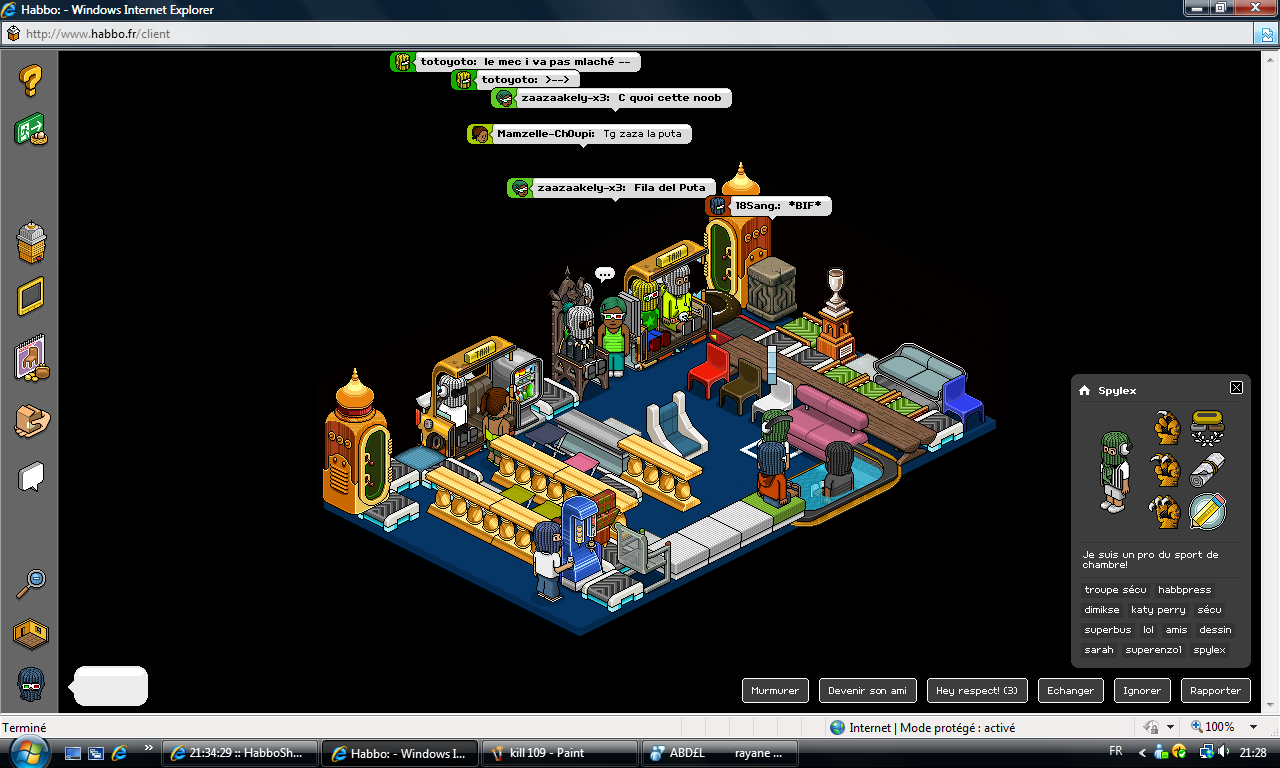 Habbo: - Windows Internet Explorer
http://www.habbo.fr/client
totoyoto: le mec i va pas mlaché --
totoyoto: >-->
zaazaakely-x3: C quoi cette noob
Mamzelle-Ch0upi: Tg zaza la puta
zaazaakely-x3: Fila del Puta
18Sang.: *BIF*
TAXI
TAXI
Spylex
Je suis un pro du sport de
chambre!
troupe sécu habbpress
dimikse katy perry sécu
superbus lol amis dessin
sarah superenzo1 spylex
Murmurer Devenir son ami Hey respect! (3) Echanger Ignorer Rapporter
Terminé
Internet | Mode protégé : activé
100%
21:34:29 :: HabboSh...
Habbo: - Windows I...
kill 109 - Paint
ABD£L rayane ...
FR
21:28